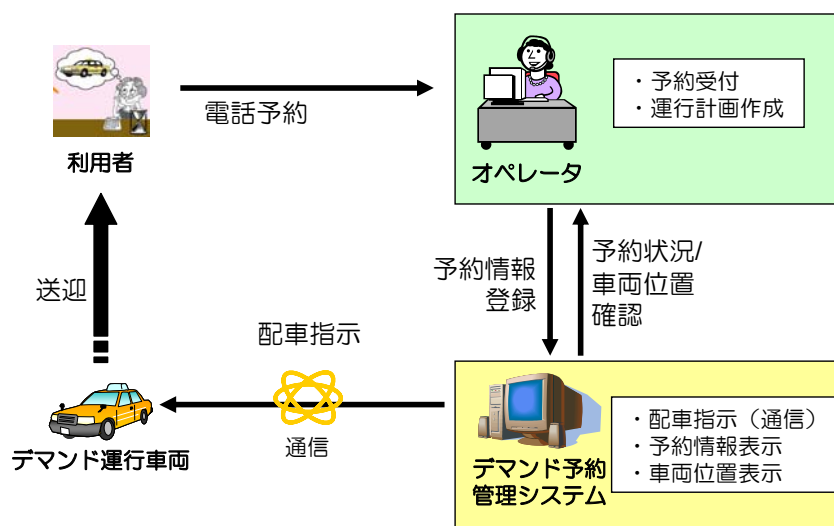 利用者
電話予約
オペレータ
・予約受付
・運行計画作成
予約情報
登録
予約状況/
車両位置
確認
送迎
配車指示
通信
デマンド運行車両
デマンド予約
管理システム
・配車指示（通信）
・予約情報表示
・車両位置表示